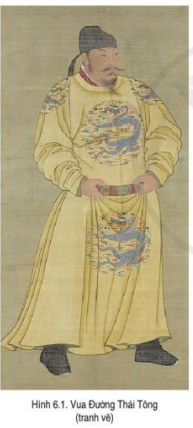 Hình 6.1. Vua Đường Thái Tông
(tranh vẽ)